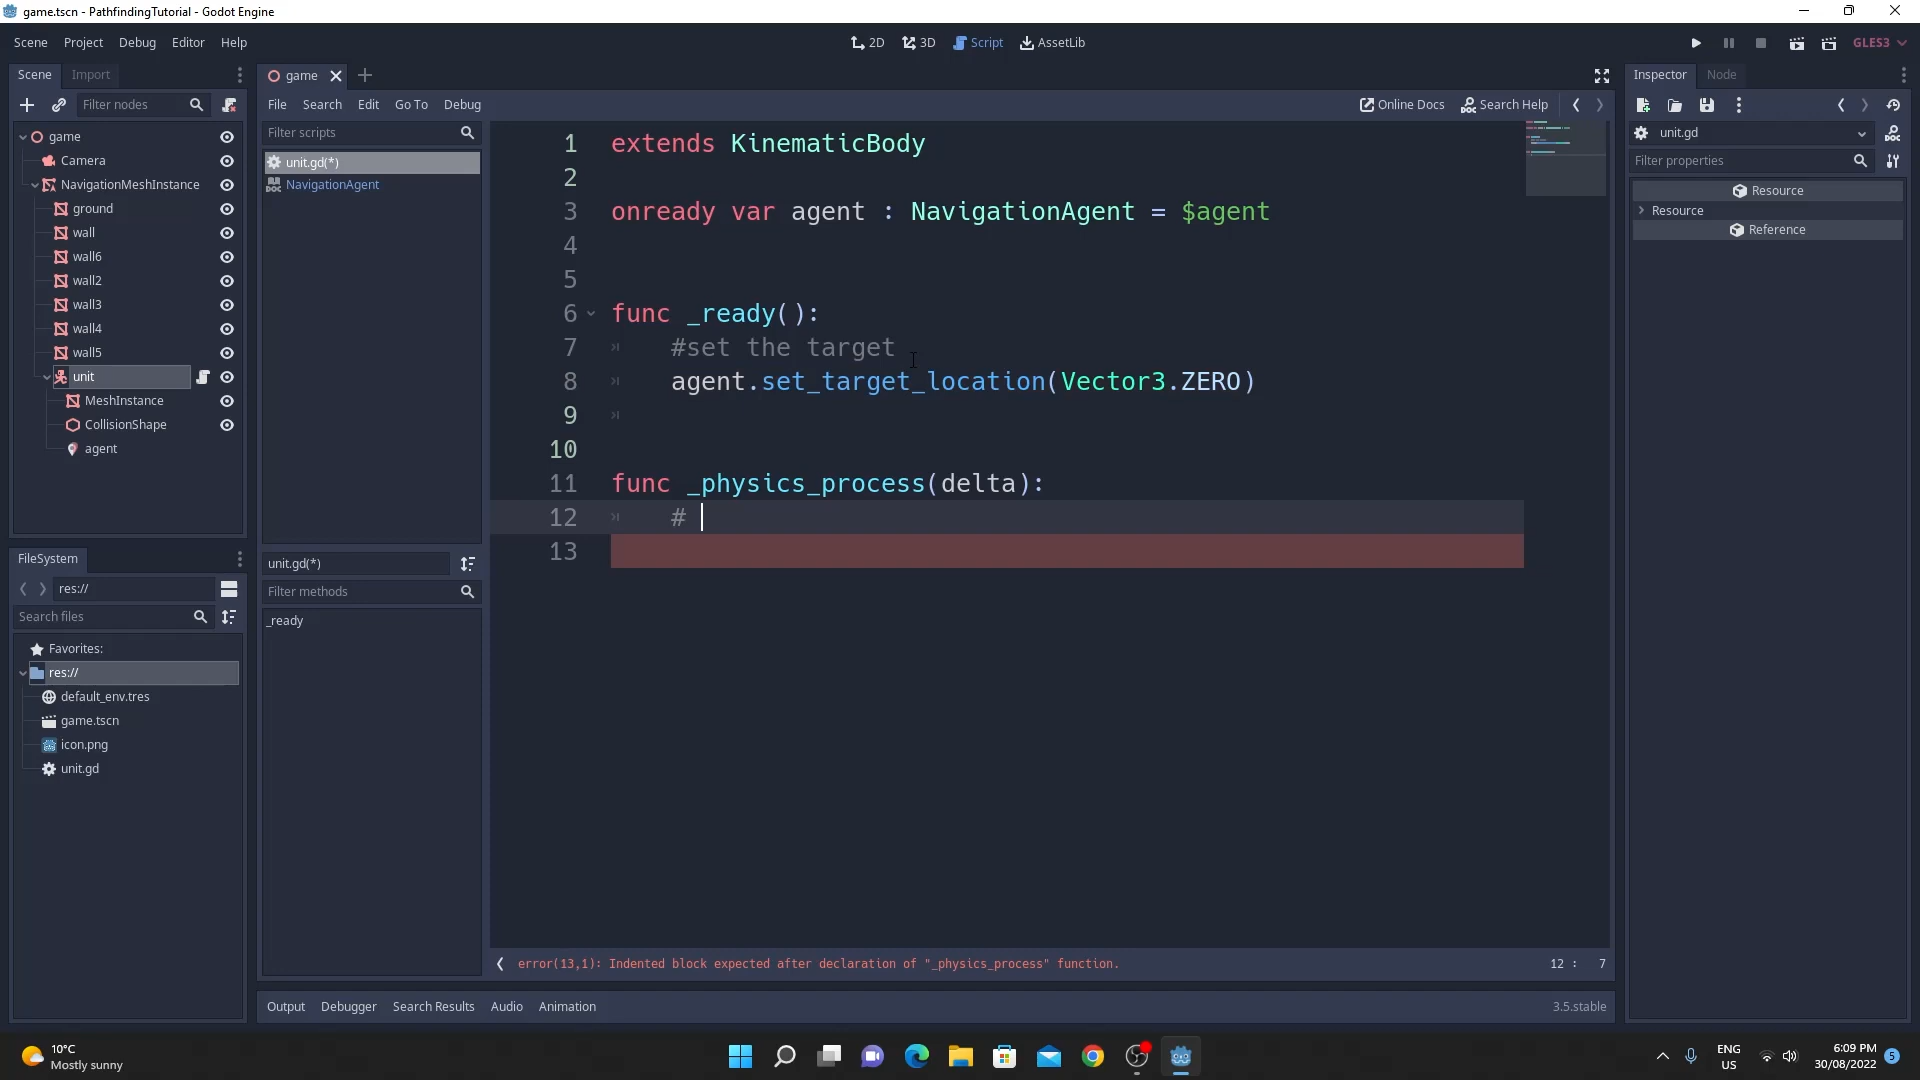 game.tscn - PathfindingTutorial - Godot Engine
Scene Project Debug Editor Help
2D 3D Script AssetLib
GLES3
Scene Import
Filter nodes
game
Camera
NavigationMeshInstance
ground
wall
wall6
wall2
wall3
wall4
wall5
unit
MeshInstance
CollisionShape
agent
FileSystem
res://
Search files
Favorites:
res://
default_env.tres
game.tscn
icon.png
unit.gd
game
File Search Edit Go To Debug
Online Docs Search Help
Filter scripts
unit.gd(*)
NavigationAgent
unit.gd(*)
Filter methods
_ready
1 extends KinematicBody
2
3 onready var agent : NavigationAgent = $agent
4
5
6 func _ready():
7 #set the target
8 agent.set_target_location(Vector3.ZERO)
9
10
11 func _physics_process(delta):
12 #
13
error(13,1): Indented block expected after declaration of "_physics_process" function.
12 : 7
Output Debugger Search Results Audio Animation
3.5.stable
Inspector Node
unit.gd
Filter properties
Resource
Resource
Reference
10°C
Mostly sunny
ENG
US
6:09 PM
30/08/2022
5